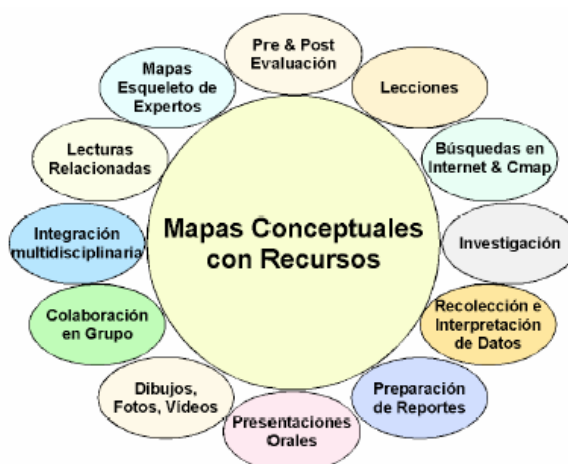 Pre & Post
Evaluación
Lecciones
Búsquedas en
Internet & Cmap
Investigación
Recolección e
Interpretación
de Datos
Preparación
de Reportes
Presentaciones
Orales
Dibujos,
Fotos, Vídeos
Colaboración
en Grupo
Integración
multidisciplinaria
Lecturas
Relacionadas
Mapas
Esqueleto de
Expertos
Mapas Conceptuales
con Recursos